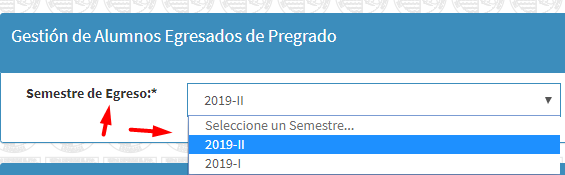 Gestión de Alumnos Egresados de Pregrado
Semestre de Egreso:*
2019-II
Seleccione un Semestre...
2019-II
2019-I